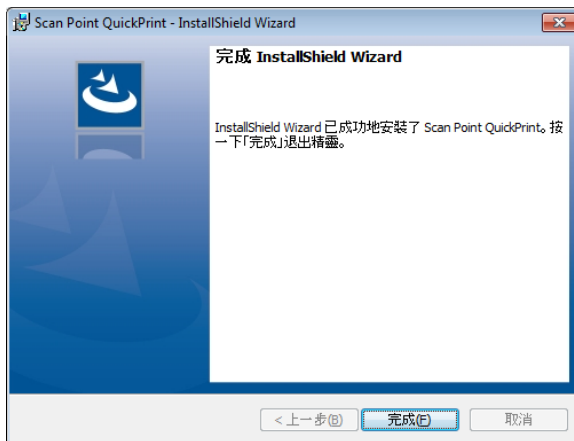 Scan Point QuickPrint - InstallShield Wizard
完成 InstallShield Wizard
InstallShield Wizard 已成功地安裝了 Scan Point QuickPrint。按
一下「完成」退出精靈。
< 上一步(B) 完成(F) 取消